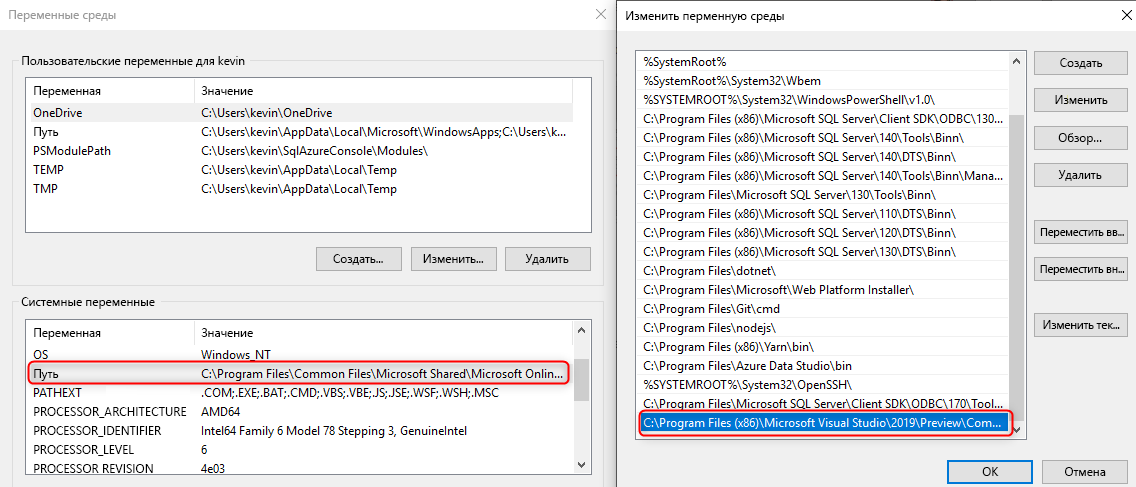 Переменные среды
Пользовательские переменные для kevin
Переменная Значение
OneDrive C:\Users\kevin\OneDrive
Путь C:\Users\kevin\AppData\Local\Microsoft\WindowsApps;C:\Users\k...
PSModulePath C:\Users\kevin\SqlAzureConsole\Modules\
TEMP C:\Users\kevin\AppData\Local\Temp
TMP C:\Users\kevin\AppData\Local\Temp
Создать... Изменить... Удалить
Системные переменные
Переменная Значение
OS Windows_NT
Путь C:\Program Files\Common Files\Microsoft Shared\Microsoft Onlin...
PATHEXT .COM;.EXE;.BAT;.CMD;.VBS;.VBE;.JS;.JSE;.WSF;.WSH;.MSC
PROCESSOR_ARCHITECTURE AMD64
PROCESSOR_IDENTIFIER Intel64 Family 6 Model 78 Stepping 3, GenuineIntel
PROCESSOR_LEVEL 6
PROCESSOR REVISION 4e03
Изменить перменную среды
%SystemRoot%
%SystemRoot%\System32\Wbem
%SYSTEMROOT%\System32\WindowsPowerShell\v1.0\
C:\Program Files (x86)\Microsoft SQL Server\Client SDK\ODBC\130...
C:\Program Files (x86)\Microsoft SQL Server\140\Tools\Binn\
C:\Program Files (x86)\Microsoft SQL Server\140\DTS\Binn\
C:\Program Files (x86)\Microsoft SQL Server\140\Tools\Binn\Mana...
C:\Program Files\Microsoft SQL Server\130\Tools\Binn\
C:\Program Files (x86)\Microsoft SQL Server\110\DTS\Binn\
C:\Program Files (x86)\Microsoft SQL Server\120\DTS\Binn\
C:\Program Files (x86)\Microsoft SQL Server\130\DTS\Binn\
C:\Program Files\dotnet\
C:\Program Files\Microsoft\Web Platform Installer\
C:\Program Files\Git\cmd
C:\Program Files\nodejs\
C:\Program Files (x86)\Yarn\bin\
C:\Program Files\Azure Data Studio\bin
%SYSTEMROOT%\System32\OpenSSH\
C:\Program Files\Microsoft SQL Server\Client SDK\ODBC\170\Tool...
C:\Program Files (x86)\Microsoft Visual Studio\2019\Preview\Com...
Создать
Изменить
Обзор...
Удалить
Переместить вв...
Переместить вн...
Изменить тек...
OK Отмена